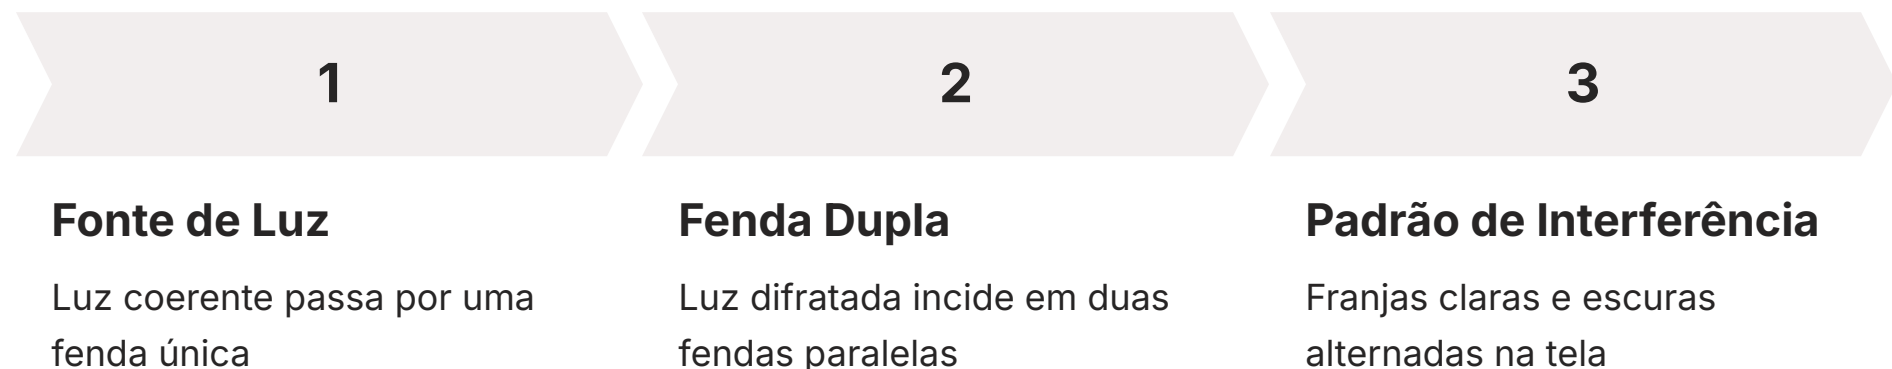 1
Fonte de Luz
Luz coerente passa por uma
fenda única
2
Fenda Dupla
Luz difratada incide em duas
fendas paralelas
3
Padrão de Interferência
Franjas claras e escuras
alternadas na tela